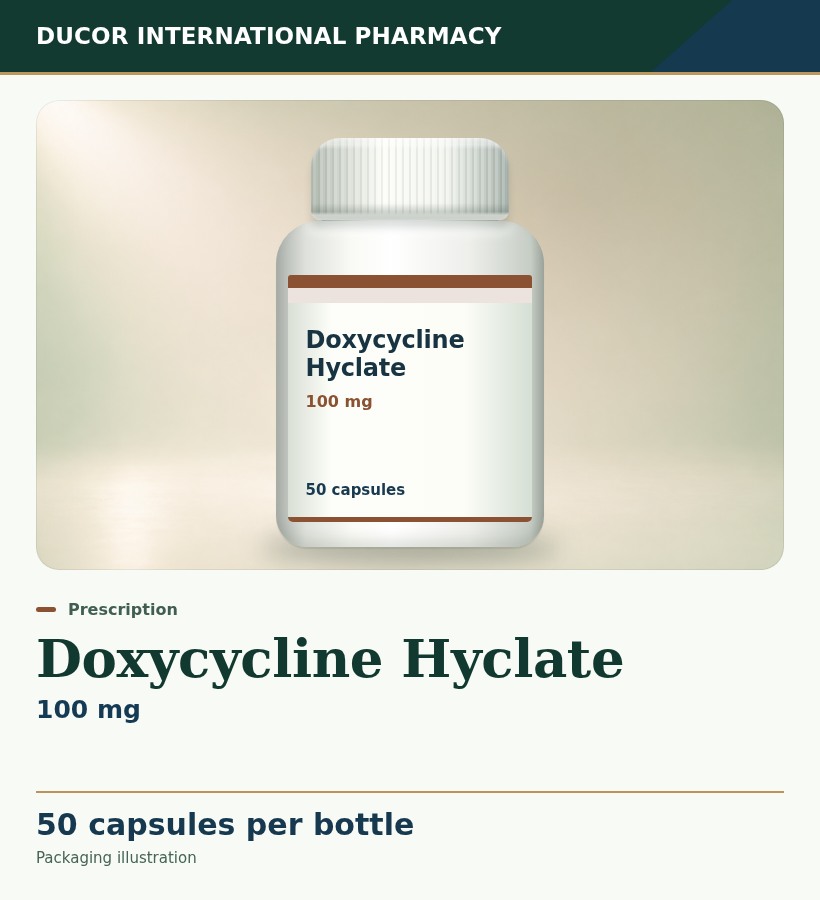 DUCOR INTERNATIONAL PHARMACY
Doxycycline
Hyclate
100 mg
50 capsules
Prescription
Doxycycline Hyclate
100 mg
50 capsules per bottle
Packaging illustration